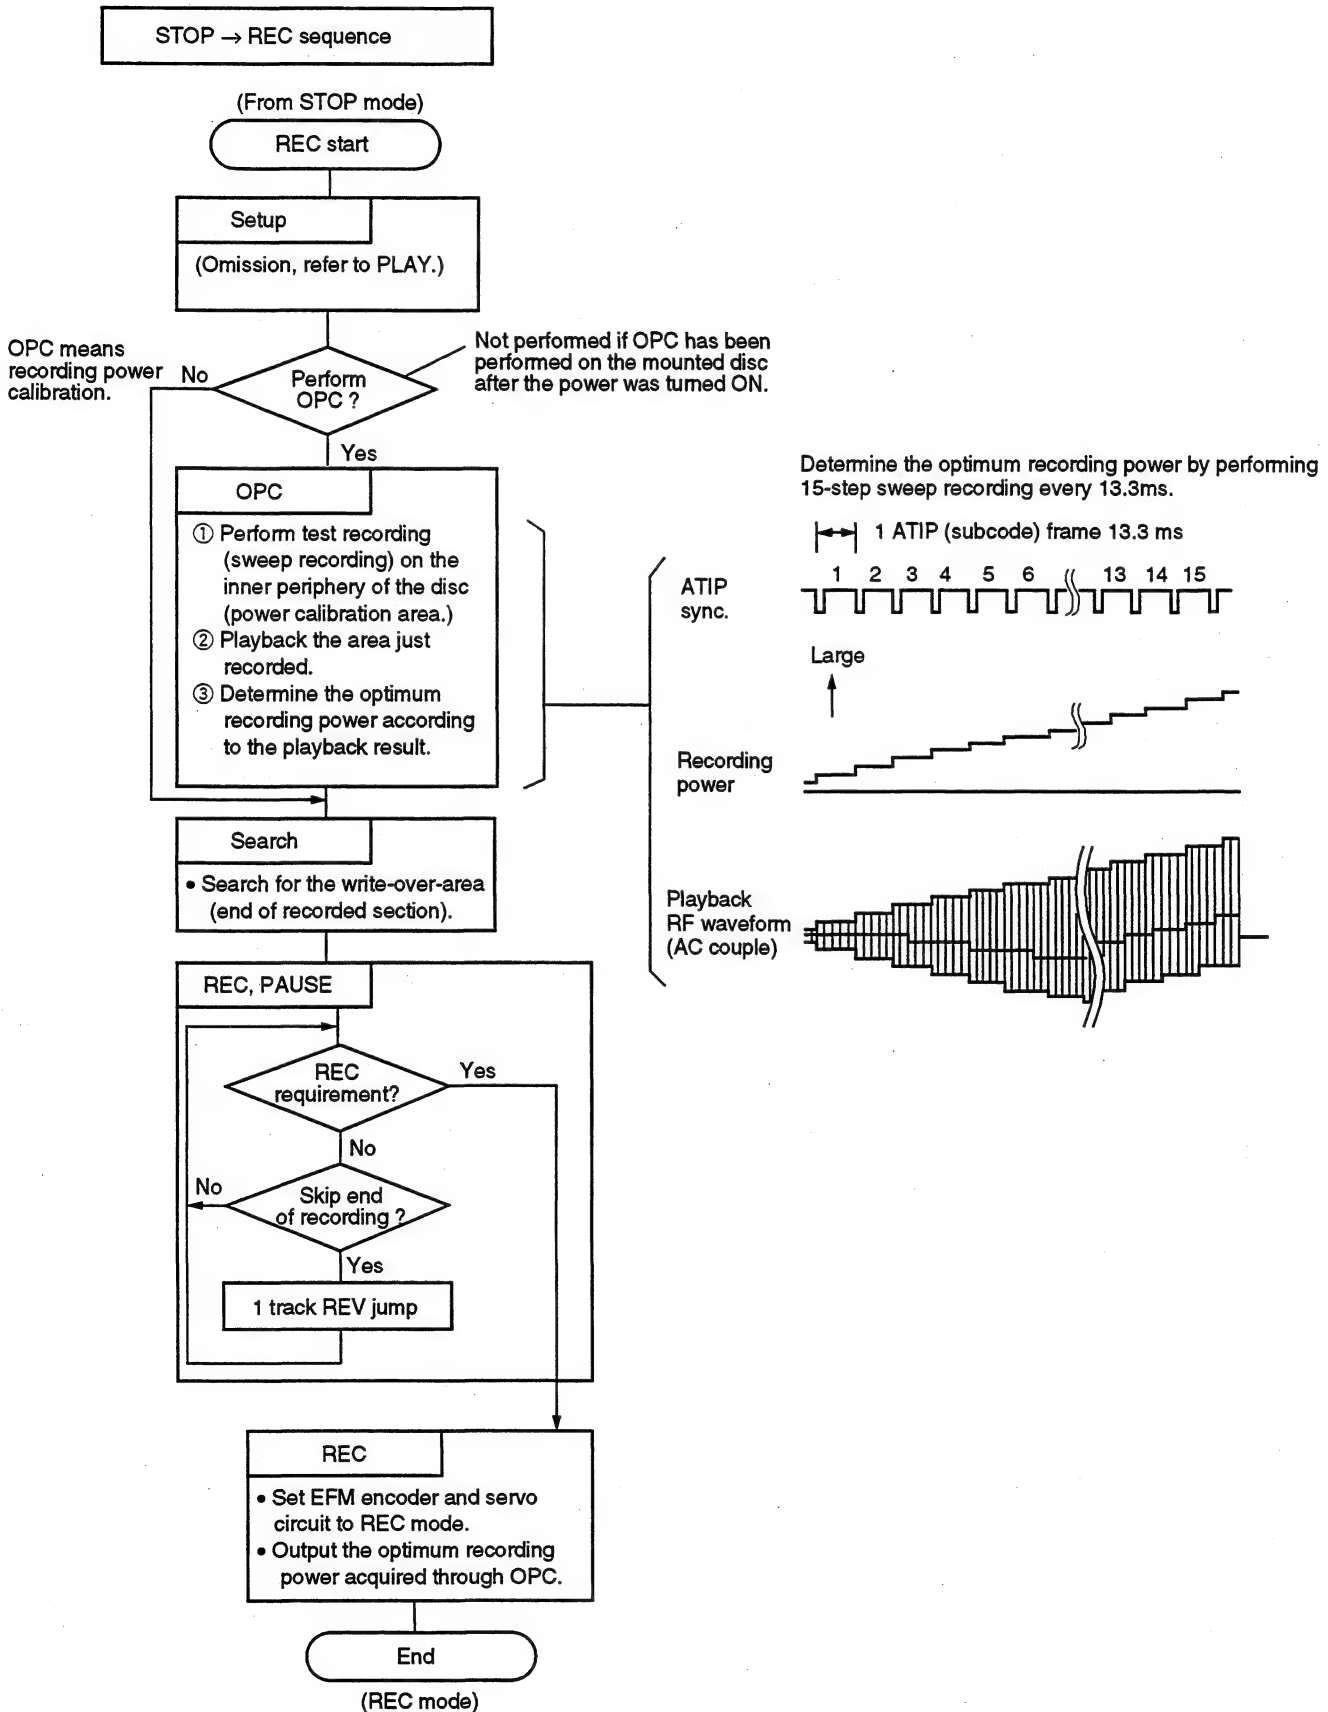 STOP → REC sequence
(From STOP mode)
REC start
Setup
(Omission, refer to PLAY.)
OPC means
recording power
calibration.
No
Perform
OPC ?
Not performed if OPC has been
performed on the mounted disc
after the power was turned ON.
Yes
OPC
① Perform test recording
(sweep recording) on the
inner periphery of the disc
(power calibration area.)
② Playback the area just
recorded.
③ Determine the optimum
recording power according
to the playback result.
Determine the optimum recording power by performing
15-step sweep recording every 13.3ms.
1 ATIP (subcode) frame 13.3 ms
ATIP
sync.
1 2 3 4 5 6 13 14 15
Large
Recording
power
Playback
RF waveform
(AC couple)
Search
• Search for the write-over-area
(end of recorded section).
REC, PAUSE
REC
requirement?
Yes
No
Skip end
of recording ?
No
Yes
1 track REV jump
REC
• Set EFM encoder and servo
circuit to REC mode.
• Output the optimum recording
power acquired through OPC.
End
(REC mode)